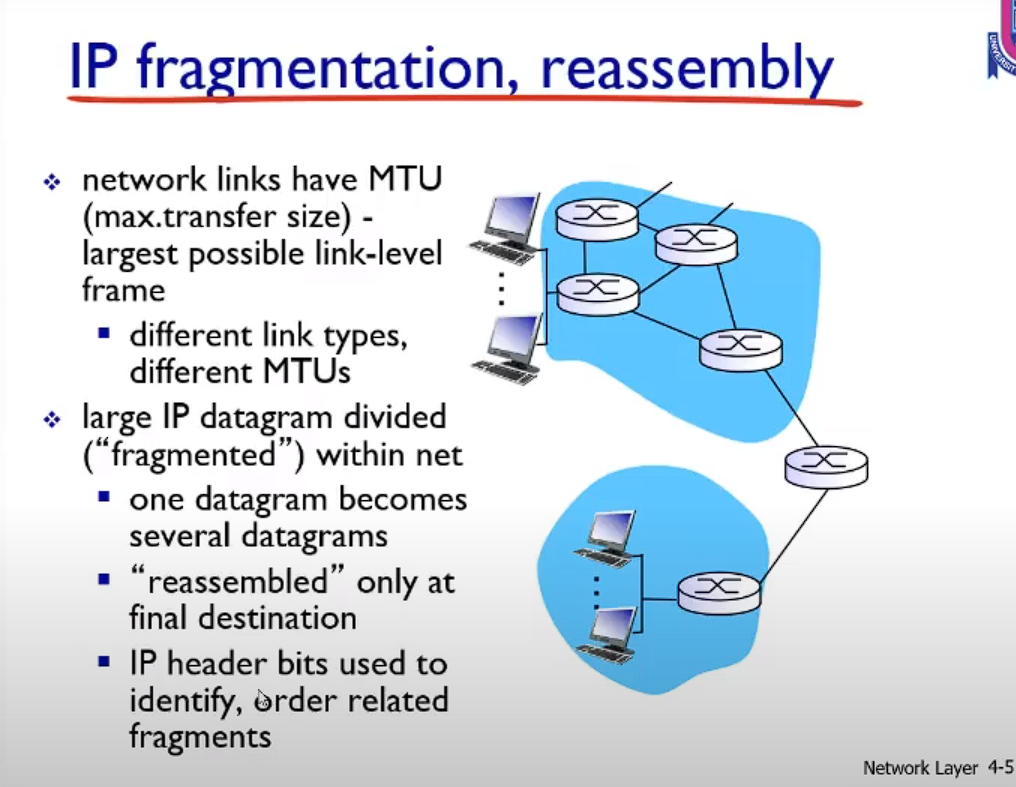 IP fragmentation, reassembly
network links have MTU
(max.transfer size) -
largest possible link-level
frame
different link types,
different MTUs
large IP datagram divided
(“fragmented”) within net
one datagram becomes
several datagrams
“reassembled” only at
final destination
IP header bits used to
identify, order related
fragments
Network Layer 4-5